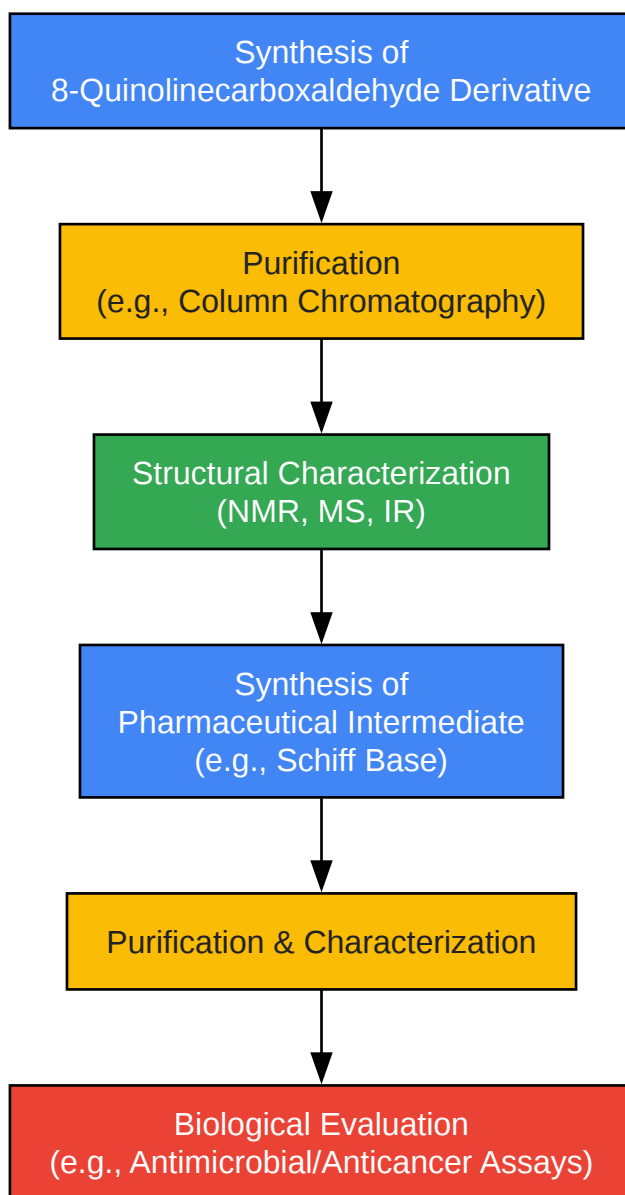 Synthesis of
8-Quinolinecarboxaldehyde Derivative
Purification
(e.g., Column Chromatography)
Structural Characterization
(NMR, MS, IR)
Synthesis of
Pharmaceutical Intermediate
(e.g., Schiff Base)
Purification & Characterization
Biological Evaluation
(e.g., Antimicrobial/Anticancer Assays)